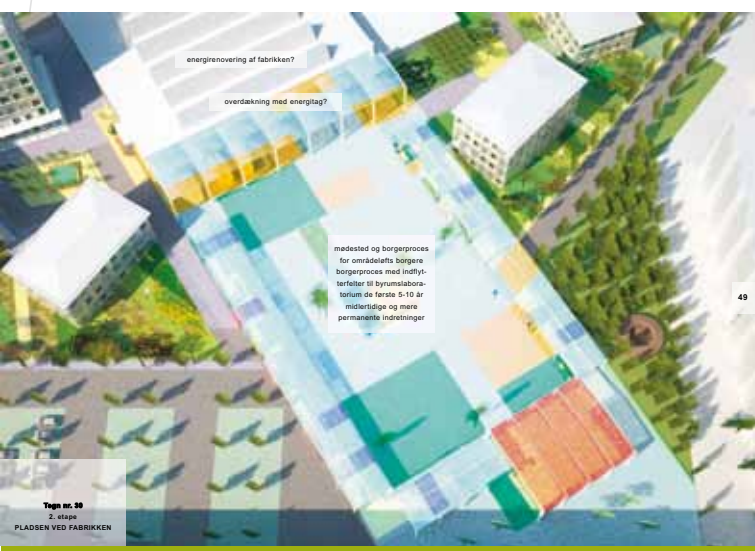 energirenovering af fabrikken?
overdækning med energitag?
mødested og borgerproces
for områdeløfts borgere
borgerproces med indflyt-
terfelter til byrumslabora-
torium de første 5-10 år
midlertidige og mere
permanente indretninger
49
Tegn nr. 30
2. etape
PLADSEN VED FABRIKKEN